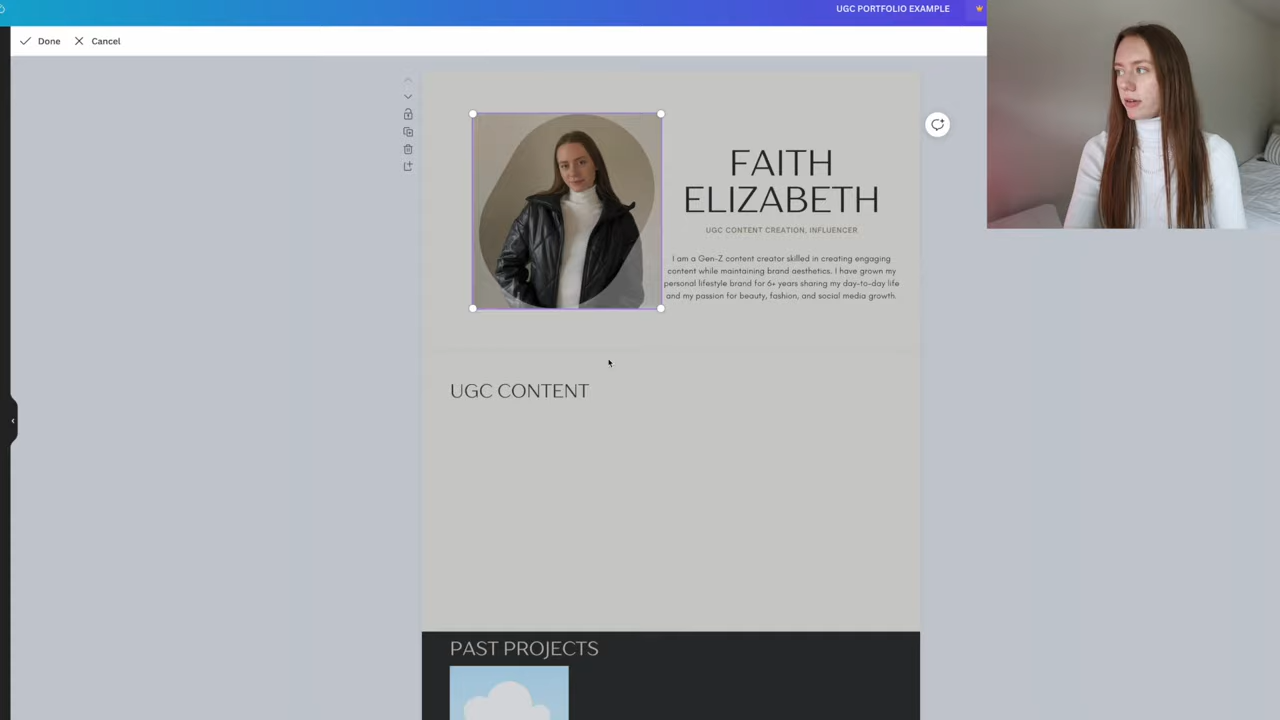 UGC PORTFOLIO EXAMPLE
Done
Cancel
FAITH
ELIZABETH
UGC CONTENT CREATION, INFLUENCER
I am a Gen-Z content creator skilled in creating engaging
content while maintaining brand aesthetics. I have grown my
personal lifestyle brand for 6+ years sharing my day-to-day life
and my passion for beauty, fashion, and social media growth.
UGC CONTENT
PAST PROJECTS